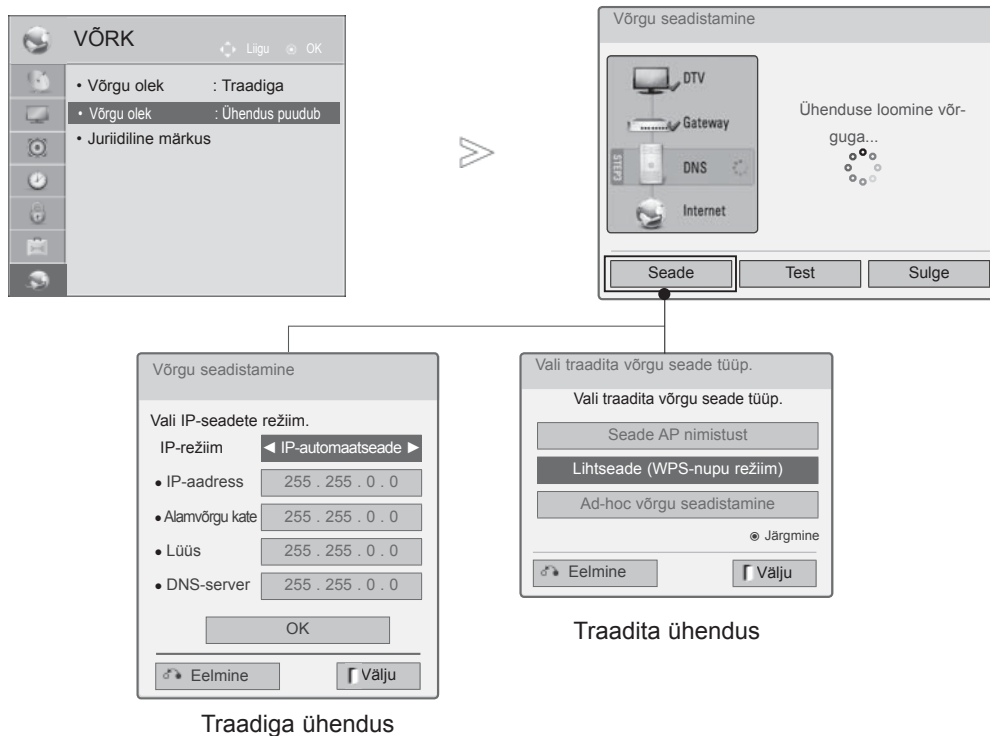 VÕRK
Liigu OK
• Võrgu olek : Traadiga
• Võrgu olek : Ühendus puudub
• Juriidiline märkus
Võrgu seadistamine
DTV
Gateway
STEP3
DNS
Internet
Ühenduse loomine võr-
guga...
Seade Test Sulge
Võrgu seadistamine
Vali IP-seadete režiim.
IP-režiim ◄ IP-automaatseade ►
• IP-aadress 255 . 255 . 0 . 0
• Alamvõrgu kate 255 . 255 . 0 . 0
• Lüüs 255 . 255 . 0 . 0
• DNS-server 255 . 255 . 0 . 0
OK
Eelmine Välju
Traadiga ühendus
Vali traadita võrgu seade tüüp.
Vali traadita võrgu seade tüüp.
Seade AP nimistust
Lihtseade (WPS-nupu režiim)
Ad-hoc võrgu seadistamine
◉ Järgmine
Eelmine Välju
Traadita ühendus